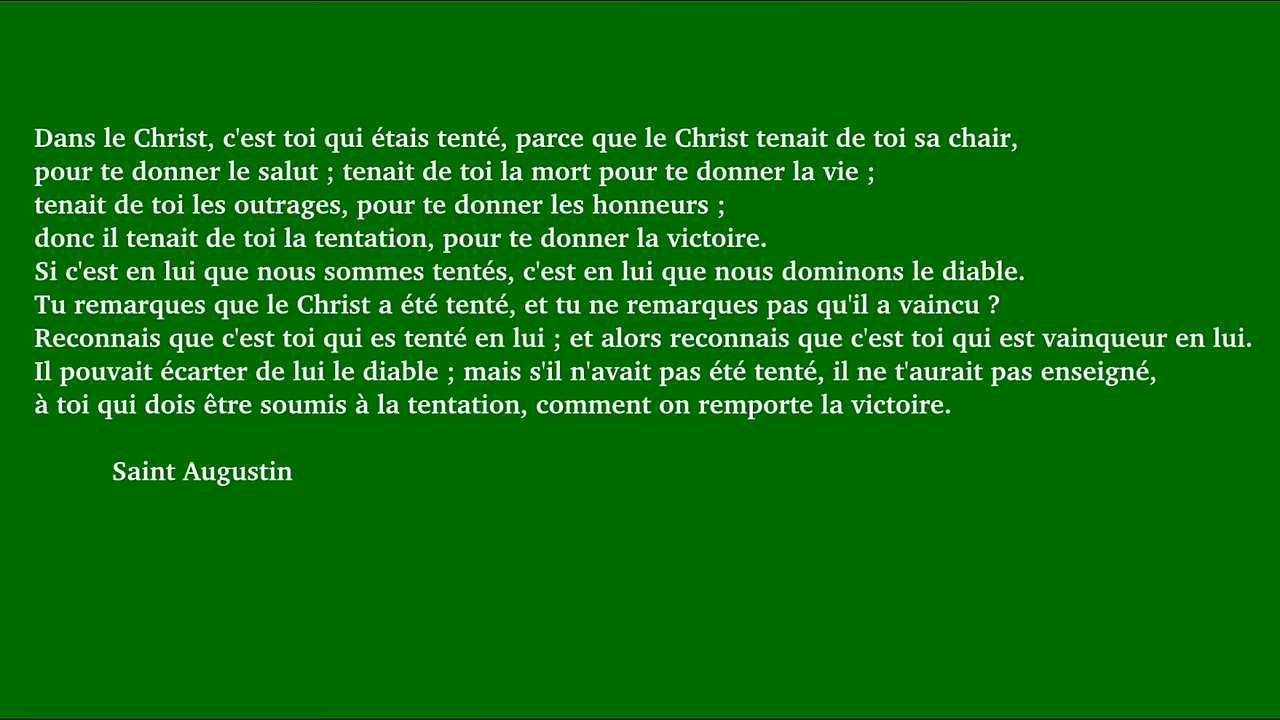 Dans le Christ, c'est toi qui étais tenté, parce que le Christ tenait de toi sa chair,
pour te donner le salut ; tenait de toi la mort pour te donner la vie ;
tenait de toi les outrages, pour te donner les honneurs ;
donc il tenait de toi la tentation, pour te donner la victoire.
Si c'est en lui que nous sommes tentés, c'est en lui que nous dominons le diable.
Tu remarques que le Christ a été tenté, et tu ne remarques pas qu'il a vaincu ?
Reconnais que c'est toi qui es tenté en lui ; et alors reconnais que c'est toi qui est vainqueur en lui.
Il pouvait écarter de lui le diable ; mais s'il n'avait pas été tenté, il ne t'aurait pas enseigné,
à toi qui dois être soumis à la tentation, comment on remporte la victoire.
Saint Augustin